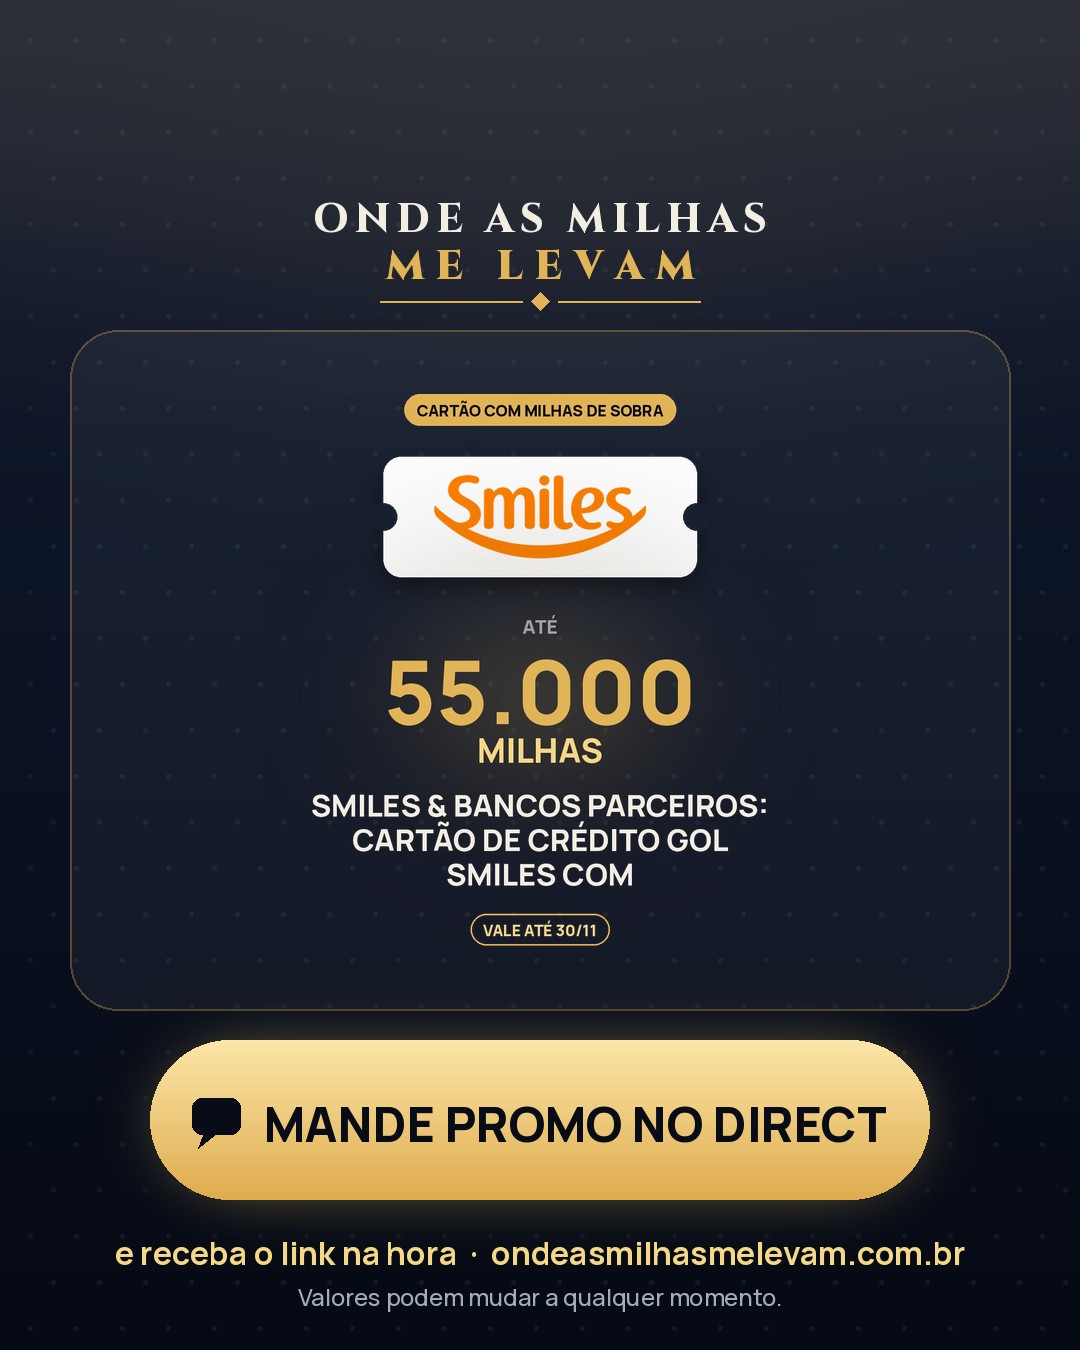 ONDE AS MILHAS
ME LEVAM
CARTÃO COM MILHAS DE SOBRA
Smiles
ATÉ
55.000
MILHAS
SMILES & BANCOS PARCEIROS:
CARTÃO DE CRÉDITO GOL
SMILES COM
VALE ATÉ 30/11
MANDE PROMO NO DIRECT
e receba o link na hora · ondeasmilhasmelevam.com.br
Valores podem mudar a qualquer momento.